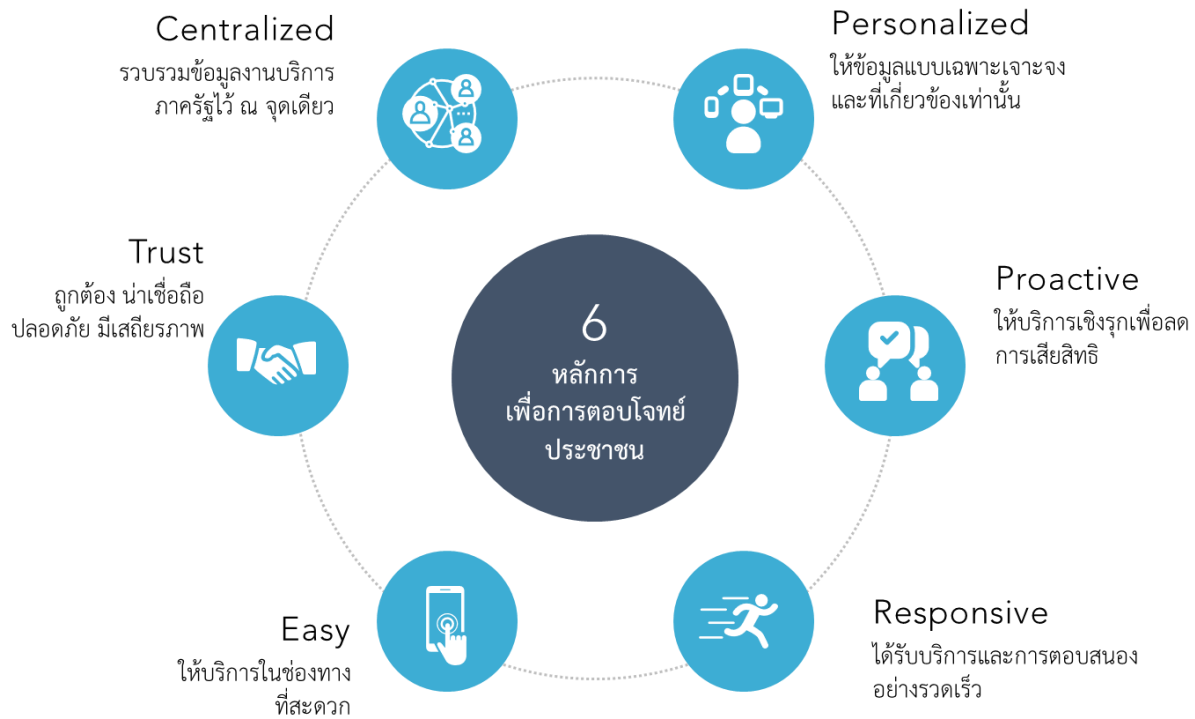 Centralized
รวบรวมข้อมูลงานบริการ
ภาครัฐไว้ ณ จุดเดียว
Personalized
ให้ข้อมูลแบบเฉพาะเจาะจง
และที่เกี่ยวข้องเท่านั้น
Trust
ถูกต้อง น่าเชื่อถือ
ปลอดภัย มีเสถียรภาพ
6
หลักการ
เพื่อการตอบโจทย์
ประชาชน
Proactive
ให้บริการเชิงรุกเพื่อลด
การเสียสิทธิ
Easy
ให้บริการในช่องทาง
ที่สะดวก
Responsive
ได้รับบริการและการตอบสนอง
อย่างรวดเร็ว